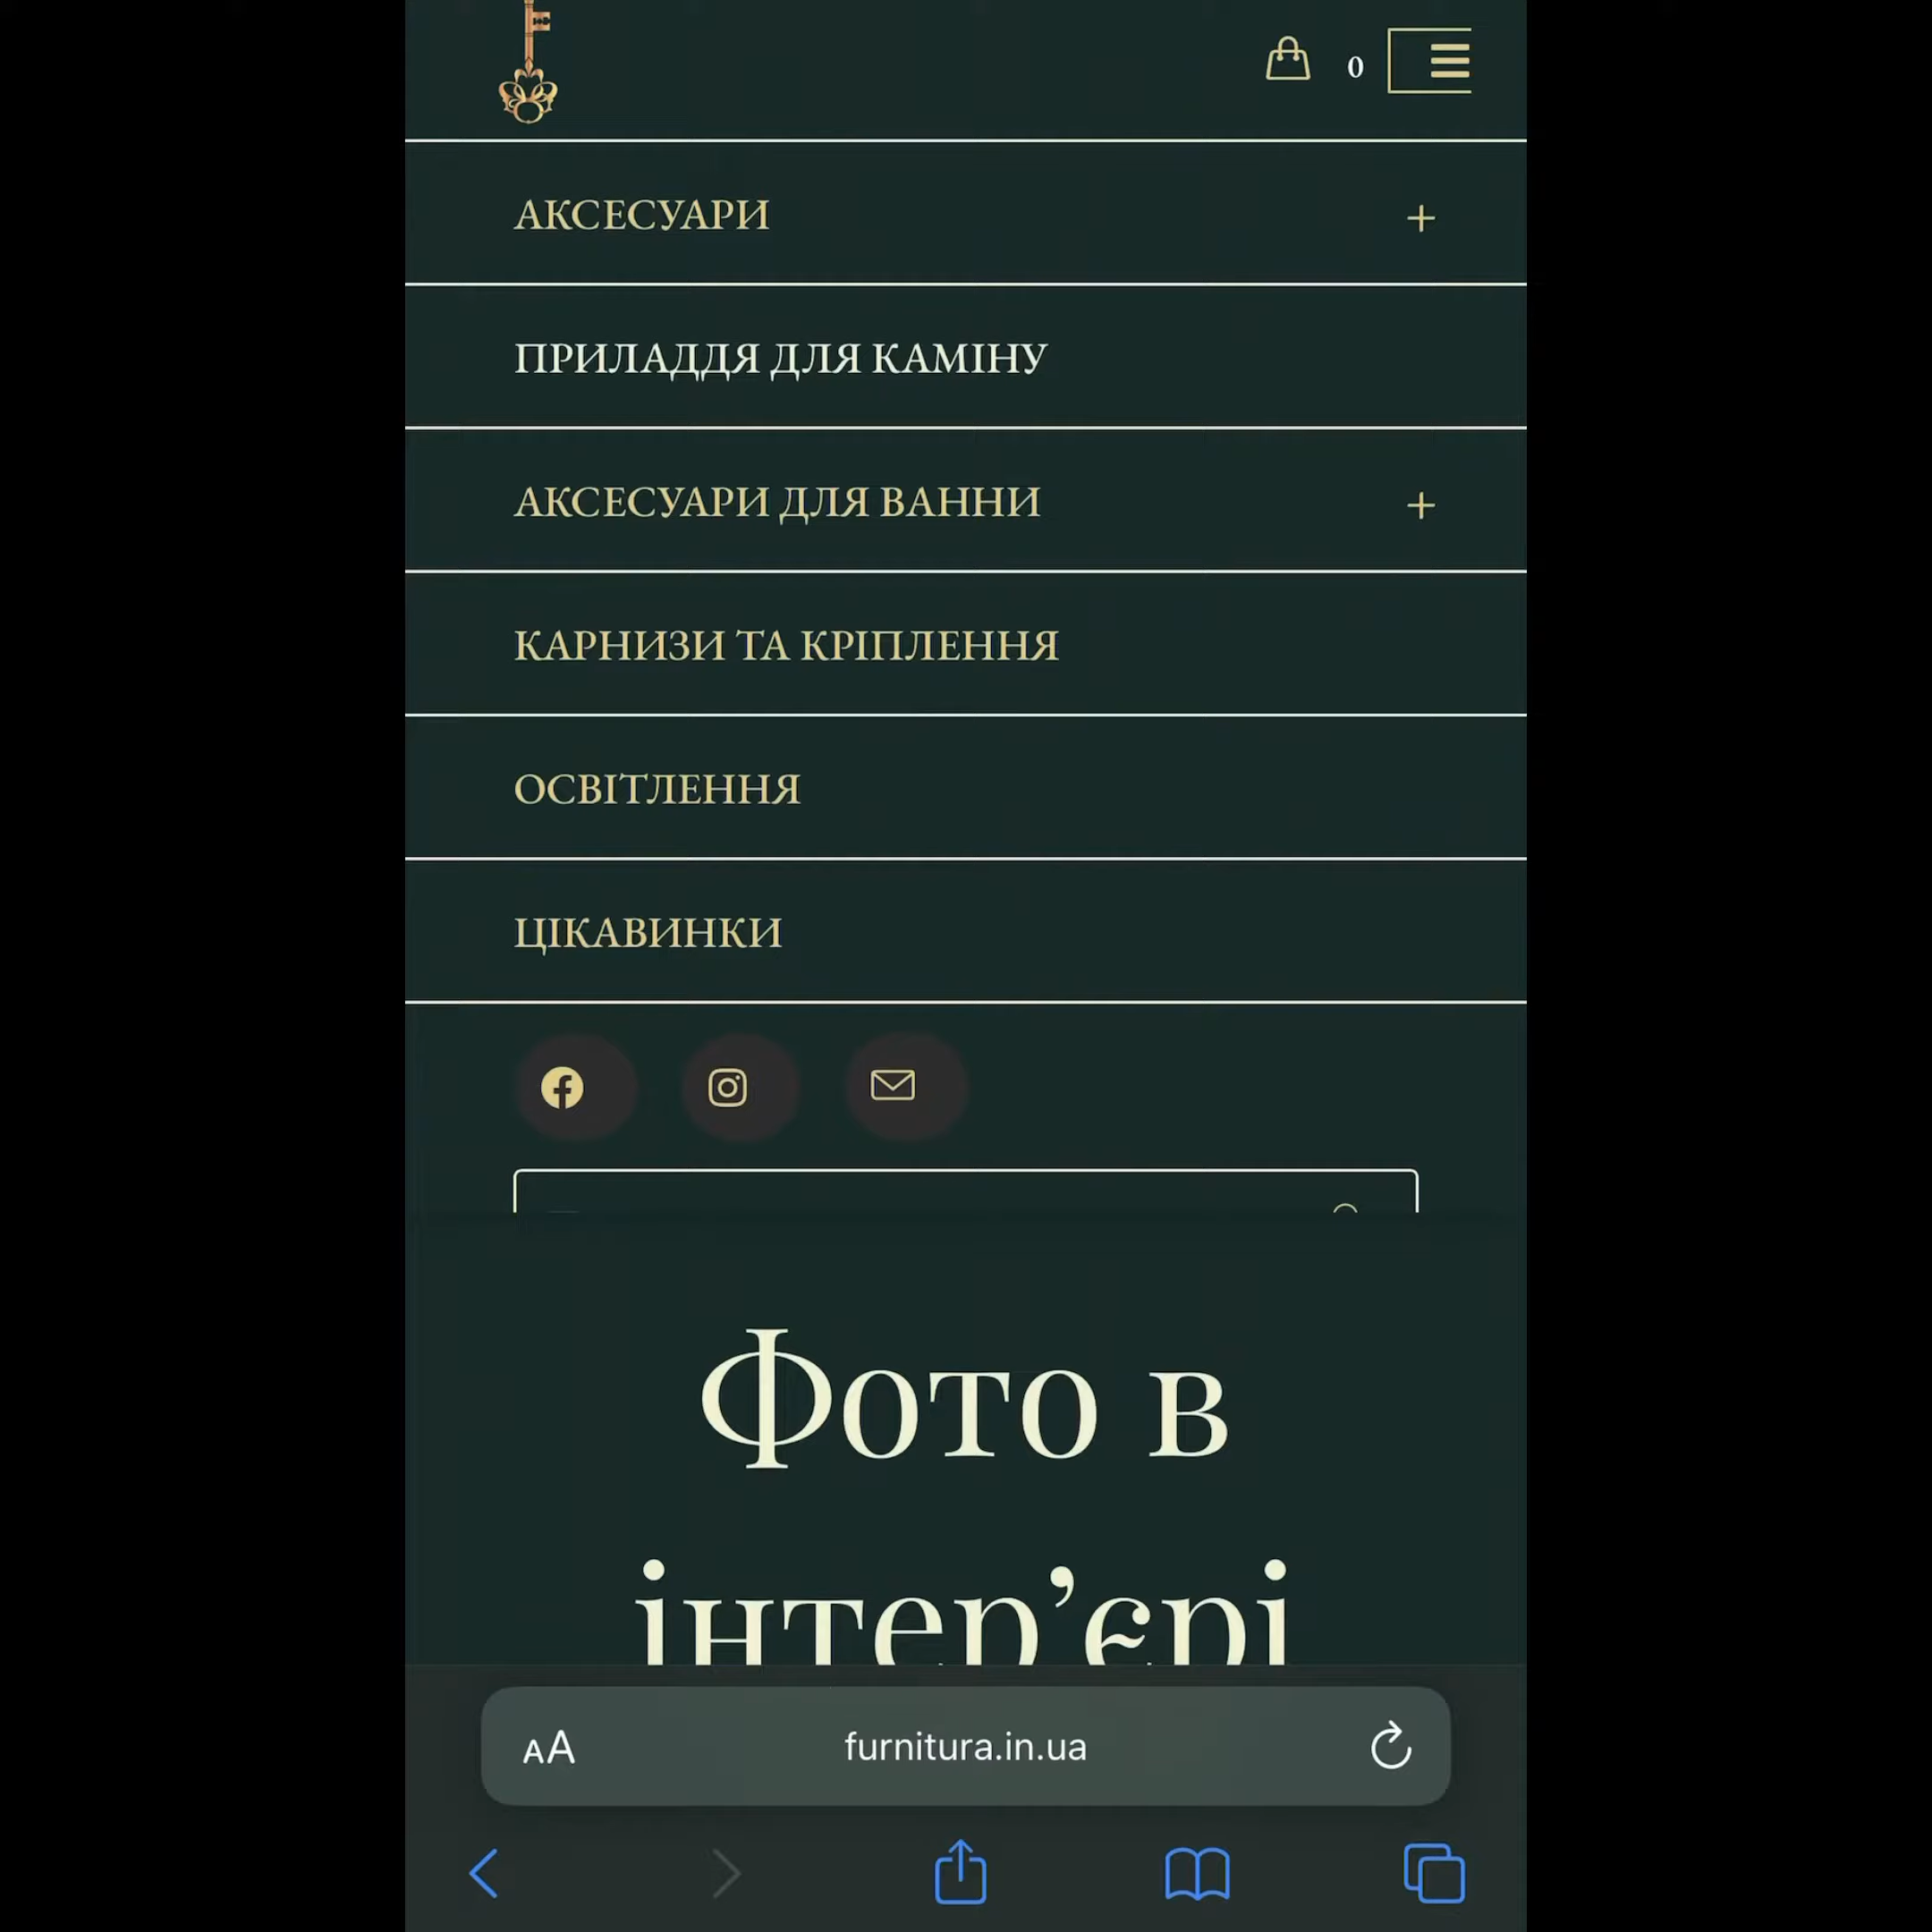 0
АКСЕСУАРИ +
ПРИЛАДДЯ ДЛЯ КАМІНУ
АКСЕСУАРИ ДЛЯ ВАННИ +
КАРНИЗИ ТА КРІПЛЕННЯ
ОСВІТЛЕННЯ
ЦІКАВИНКИ
Фото в
інтер’єрі
AA furnitura.in.ua